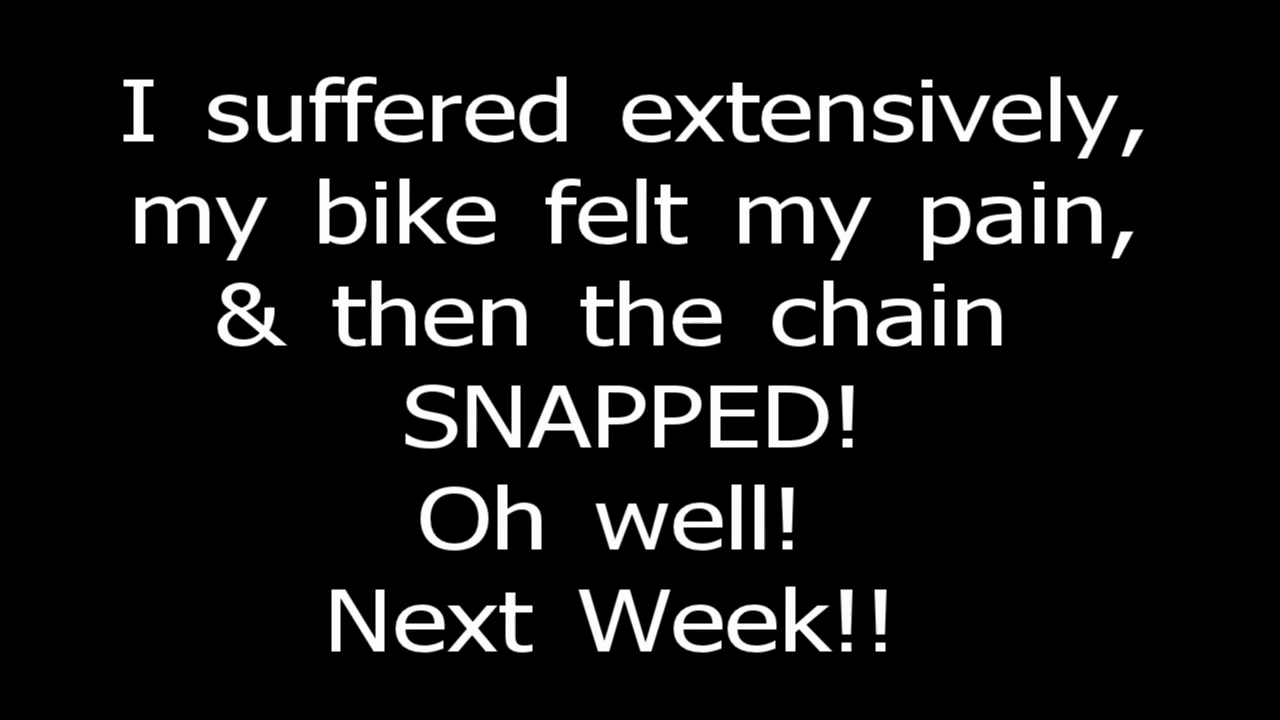 I suffered extensively,
my bike felt my pain,
& then the chain
SNAPPED!
Oh well!
Next Week!!